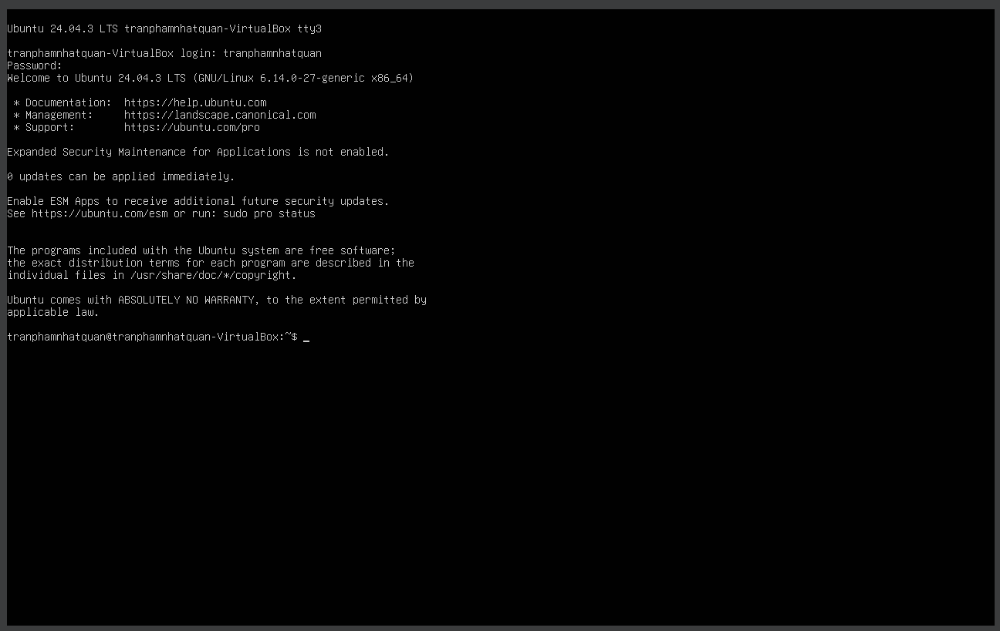 Ubuntu 24.04.3 LTS tranphamnhatquan-VirtualBox tty3
tranphamnhatquan-VirtualBox login: tranphamnhatquan
Password:
Welcome to Ubuntu 24.04.3 LTS (GNU/Linux 6.14.0-27-generic x86_64)
* Documentation:  https://help.ubuntu.com
* Management:     https://landscape.canonical.com
* Support:        https://ubuntu.com/pro
Expanded Security Maintenance for Applications is not enabled.
0 updates can be applied immediately.
Enable ESM Apps to receive additional future security updates.
See https://ubuntu.com/esm or run: sudo pro status
The programs included with the Ubuntu system are free software;
the exact distribution terms for each program are described in the
individual files in /usr/share/doc/*/copyright.
Ubuntu comes with ABSOLUTELY NO WARRANTY, to the extent permitted by
applicable law.
tranphamnhatquan@tranphamnhatquan-VirtualBox:~$ _